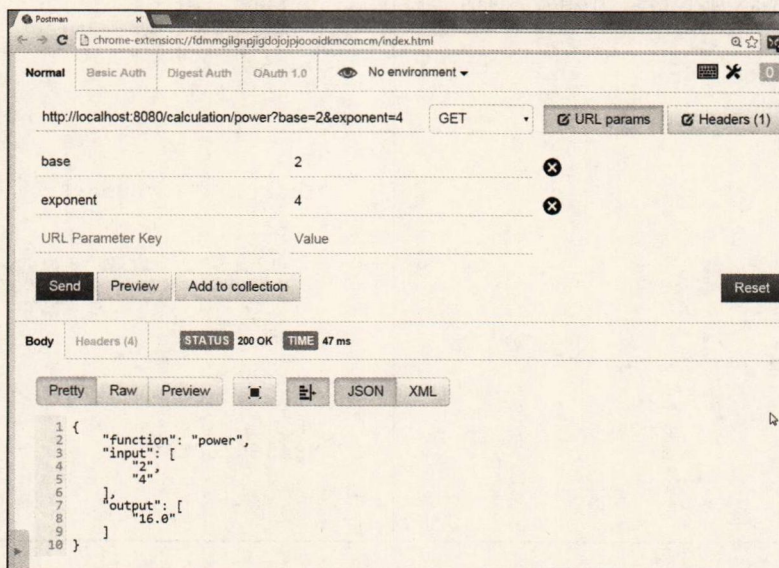 Postman
chrome-extension://fdmmgilgnpjigdojojpjoooidkmcomcm/index.html
Normal Basic Auth Digest Auth OAuth 1.0 No environment 0
http://localhost:8080/calculation/power?base=2&exponent=4 GET URL params Headers (1)
base 2
exponent 4
URL Parameter Key Value
Send Preview Add to collection Reset
Body Headers (4) STATUS 200 OK TIME 47 ms
Pretty Raw Preview JSON XML
1 {
2 "function": "power",
3 "input": [
4 "2",
5 "4"
6 ],
7 "output": [
8 "16.0"
9 ]
10 }